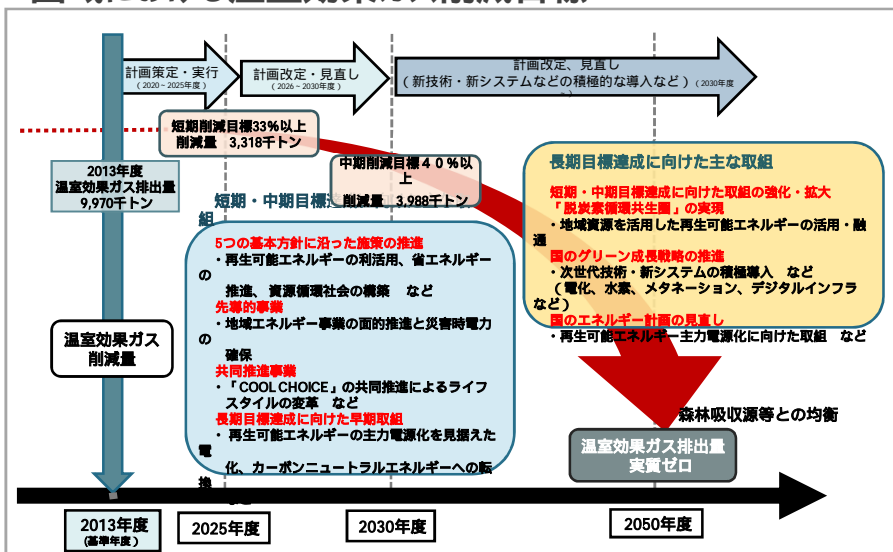 計画策定・実行
（2020～2025年度）
計画改定・見直し
（2026～2030年度）
計画改定、見直し
（新技術・新システムなどの積極的な導入など）（2030年度
短期削減目標33％以上
削減量　3,318千トン
中期削減目標４０％以
上
削減量　3,988千トン
2013年度
温室効果ガス排出量
9,970千トン
短期・中期目標達
組
5つの基本方針に沿った施策の推進
・再生可能エネルギーの利活用、省エネルギー
の
推進、資源循環社会の構築　など
先導的事業
・地域エネルギー事業の面的推進と災害時電力
の
確保
共同推進事業
・「COOL CHOICE」の共同推進によるライフ
スタイルの変革　など
長期目標達成に向けた早期取組
・ 再生可能エネルギーの主力電源化を見据えた
電
化、カーボンニュートラルエネルギーへの転
換
長期目標達成に向けた主な取組
短期・中期目標達成に向けた取組の強化・拡大
「脱炭素循環共生圏」の実現
・地域資源を活用した再生可能エネルギーの活用・融
通
国のグリーン成長戦略の推進
・次世代技術・新システムの積極導入　など
（電化、水素、メタネーション、デジタルインフラ
など）
国のエネルギー計画の見直し
・再生可能エネルギー主力電源化に向けた取組　など
温室効果ガス
削減量
森林吸収源等との均衡
温室効果ガス排出量
実質ゼロ
2013年度
（基準年度）
2025年度
2030年度
2050年度